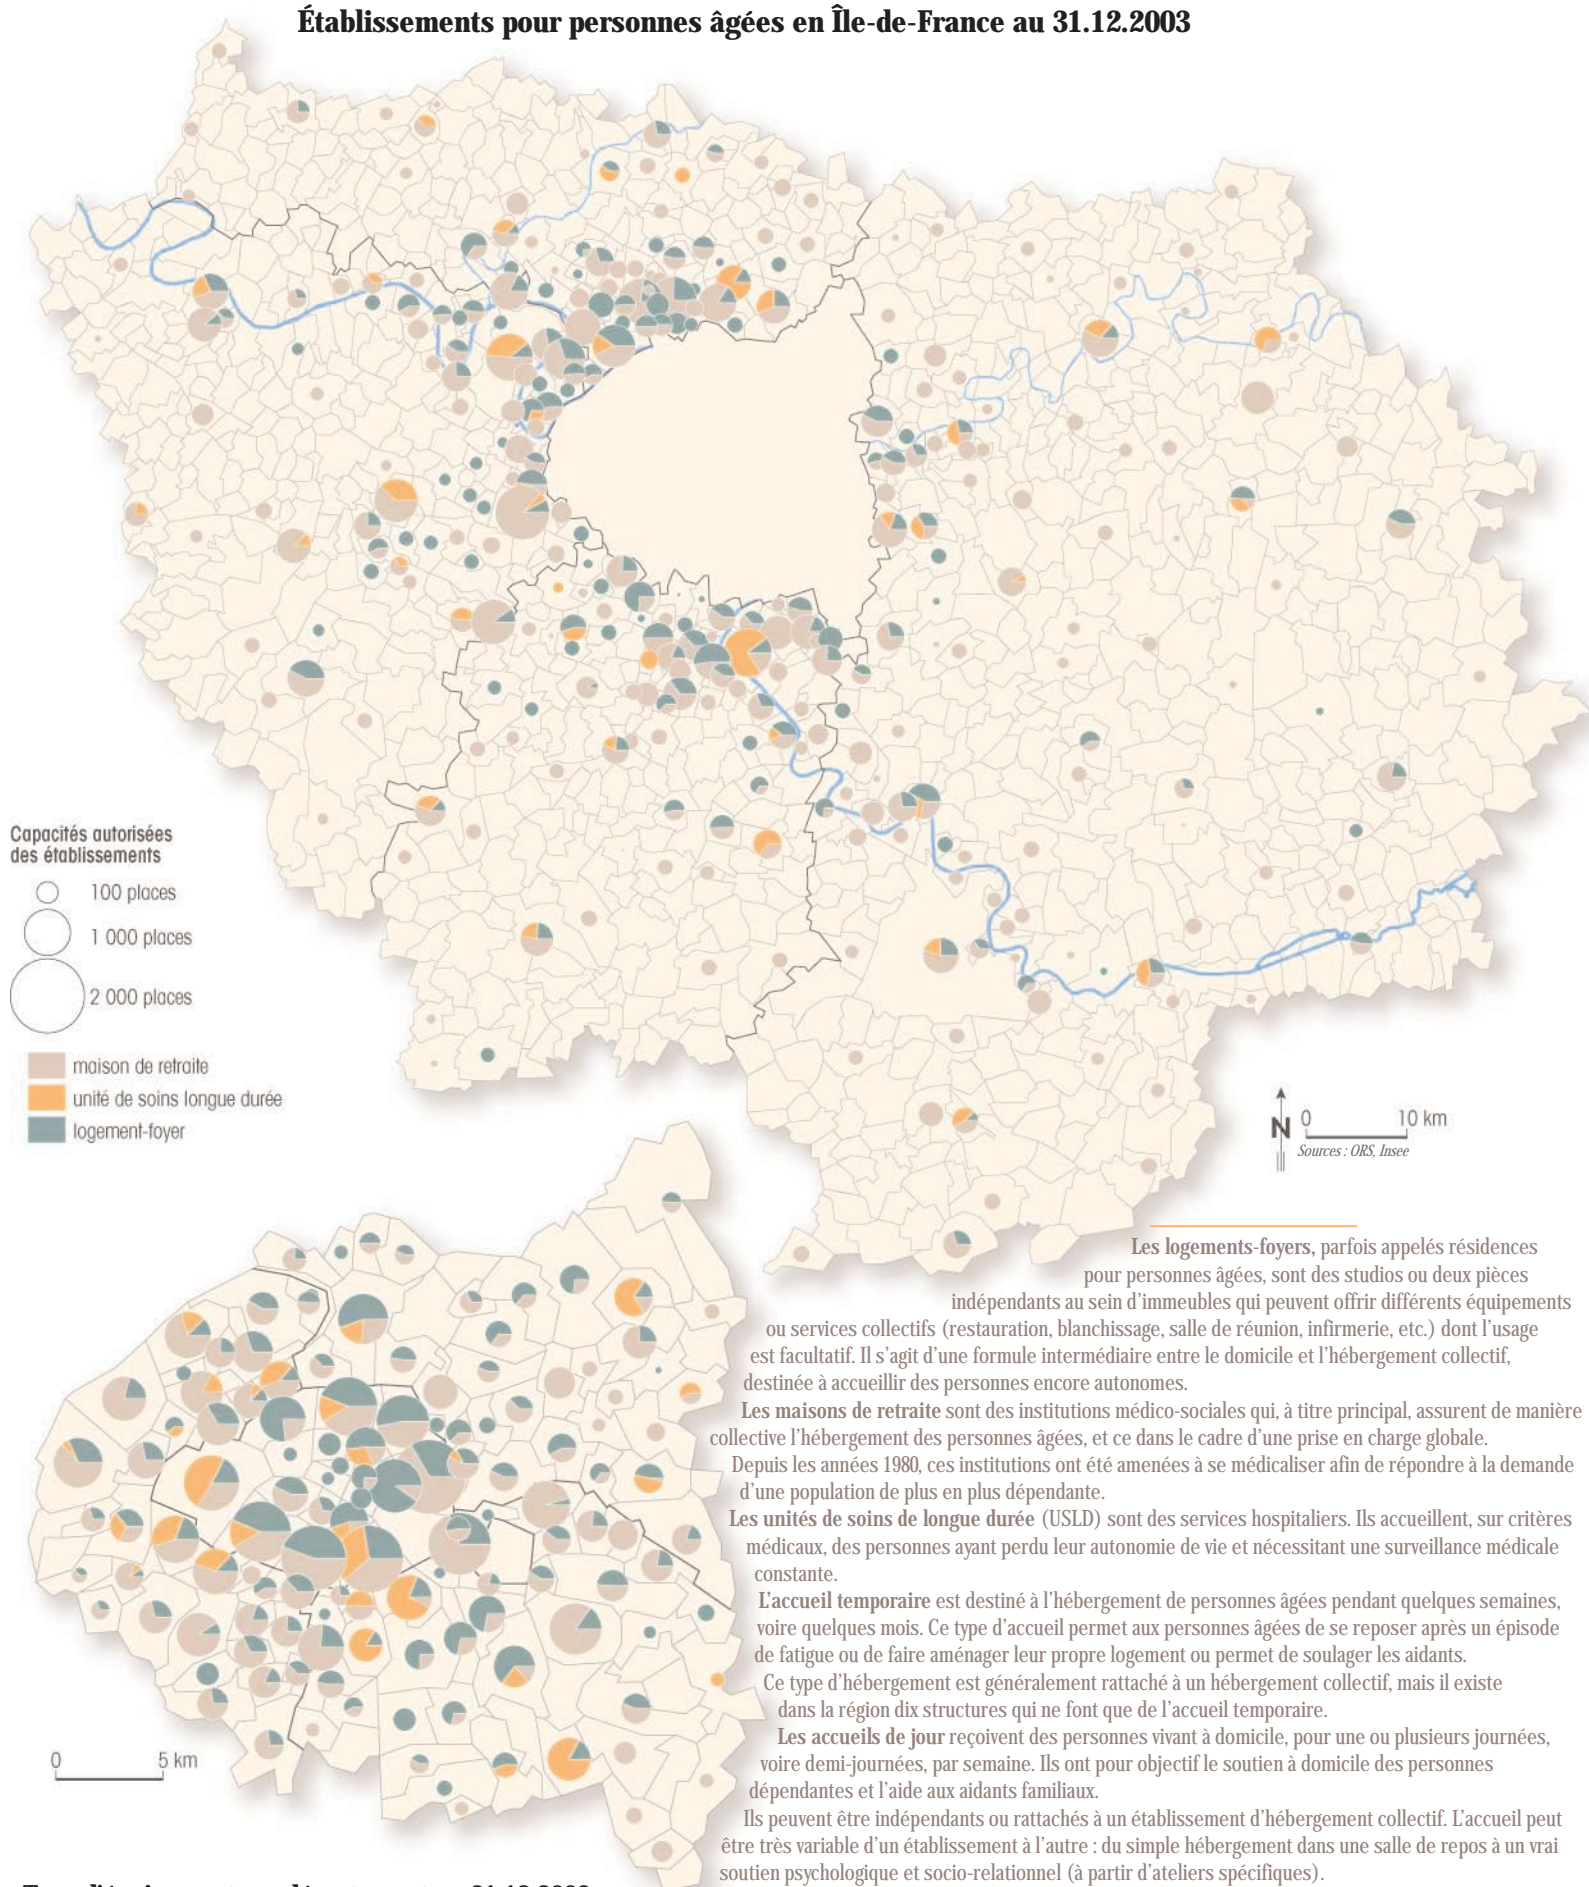 Établissements pour personnes âgées en Île-de-France au 31.12.2003
Capacités autorisées
des établissements
100 places
1 000 places
2 000 places
maison de retraite
unité de soins longue durée
logement-foyer
N
0 10 km
Sources : ORS, Insee
0 5 km
Les logements-foyers, parfois appelés résidences
pour personnes âgées, sont des studios ou deux pièces
indépendants au sein d'immeubles qui peuvent offrir différents équipements
ou services collectifs (restauration, blanchissage, salle de réunion, infirmerie, etc.) dont l'usage
est facultatif. Il s'agit d'une formule intermédiaire entre le domicile et l'hébergement collectif,
destinée à accueillir des personnes encore autonomes.
Les maisons de retraite sont des institutions médico-sociales qui, à titre principal, assurent de manière
collective l'hébergement des personnes âgées, et ce dans le cadre d'une prise en charge globale.
Depuis les années 1980, ces institutions ont été amenées à se médicaliser afin de répondre à la demande
d'une population de plus en plus dépendante.
Les unités de soins de longue durée (USLD) sont des services hospitaliers. Ils accueillent, sur critères
médicaux, des personnes ayant perdu leur autonomie de vie et nécessitant une surveillance médicale
constante.
L'accueil temporaire est destiné à l'hébergement de personnes âgées pendant quelques semaines,
voire quelques mois. Ce type d'accueil permet aux personnes âgées de se reposer après un épisode
de fatigue ou de faire aménager leur propre logement ou permet de soulager les aidants.
Ce type d'hébergement est généralement rattaché à un hébergement collectif, mais il existe
dans la région dix structures qui ne font que de l'accueil temporaire.
Les accueils de jour reçoivent des personnes vivant à domicile, pour une ou plusieurs journées,
voire demi-journées, par semaine. Ils ont pour objectif le soutien à domicile des personnes
dépendantes et l'aide aux aidants familiaux.
Ils peuvent être indépendants ou rattachés à un établissement d'hébergement collectif. L'accueil peut
être très variable d'un établissement à l'autre : du simple hébergement dans une salle de repos à un vrai
soutien psychologique et socio-relationnel (à partir d'ateliers spécifiques).